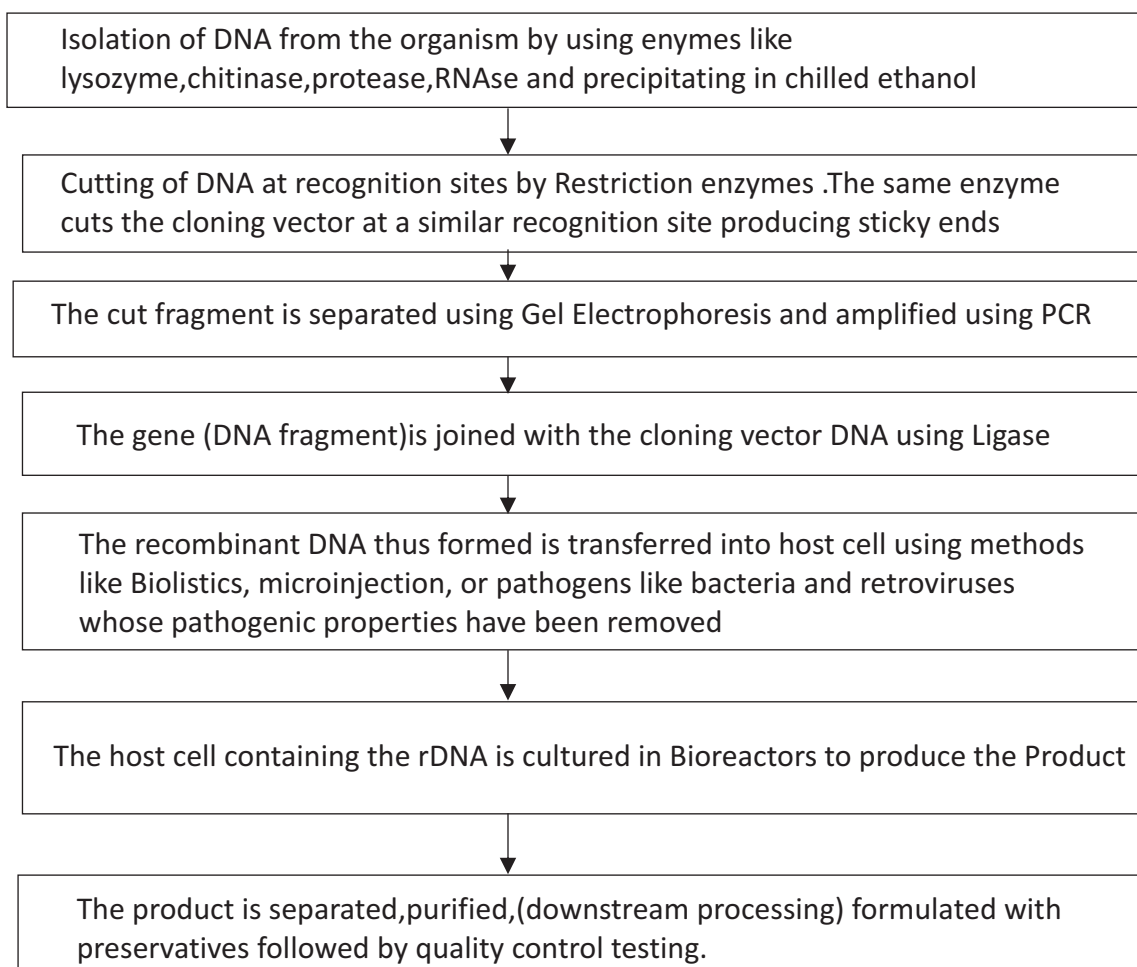 Isolation of DNA from the organism by using enymes like
lysozyme,chitinase,protease,RNAse and precipitating in chilled ethanol
Cutting of DNA at recognition sites by Restriction enzymes .The same enzyme
cuts the cloning vector at a similar recognition site producing sticky ends
The cut fragment is separated using Gel Electrophoresis and amplified using PCR
The gene (DNA fragment)is joined with the cloning vector DNA using Ligase
The recombinant DNA thus formed is transferred into host cell using methods
like Biolistics, microinjection, or pathogens like bacteria and retroviruses
whose pathogenic properties have been removed
The host cell containing the rDNA is cultured in Bioreactors to produce the Product
The product is separated,purified,(downstream processing) formulated with
preservatives followed by quality control testing.